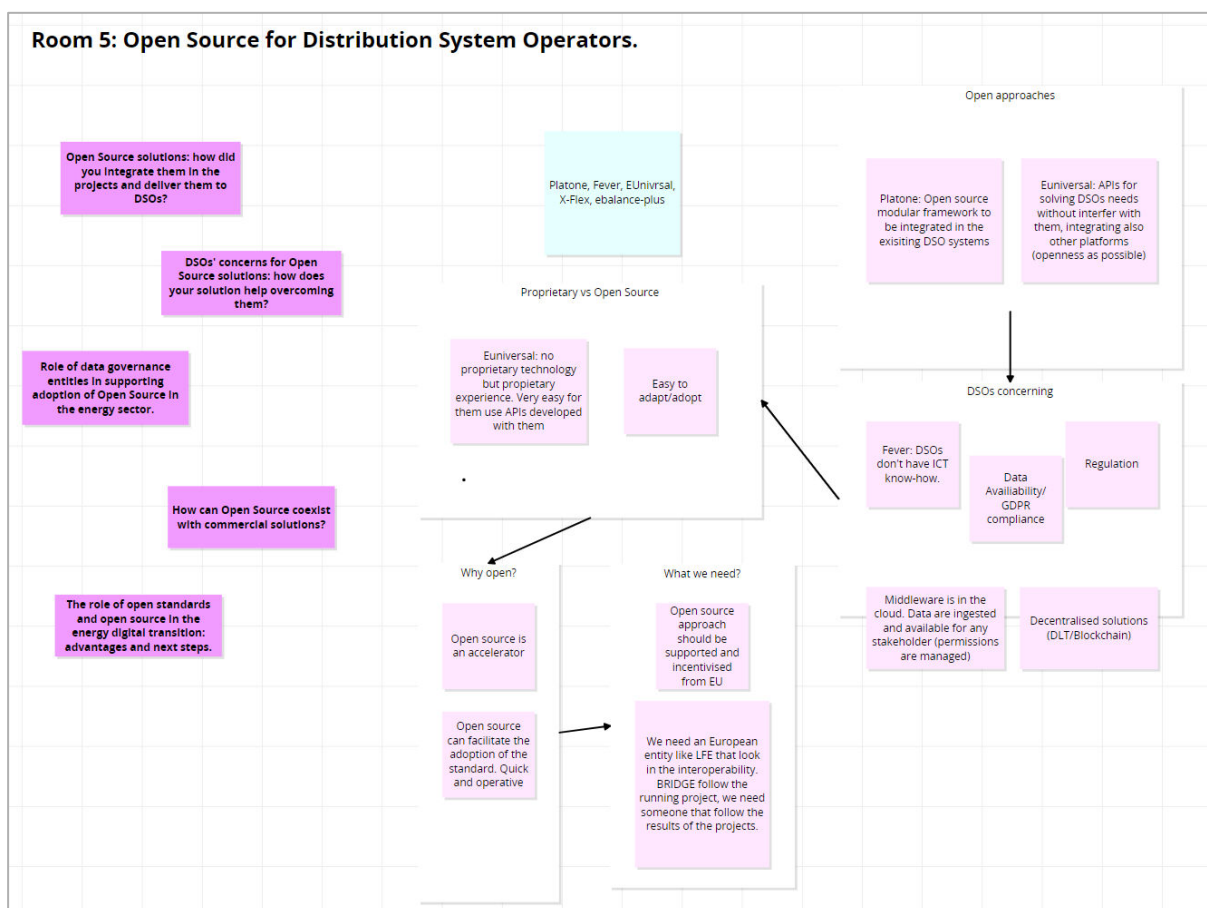 Room 5: Open Source for Distribution System Operators.
Open Source solutions: how did
you integrate them in the
projects and deliver them to
DSOs?
DSOs' concerns for Open
Source solutions: how does
your solution help overcoming
them?
Role of data governance
entities in supporting
adoption of Open Source in
the energy sector.
How can Open Source coexist
with commercial solutions?
The role of open standards
and open source in the
energy digital transition:
advantages and next steps.
Platone, Fever, EUnivrsal,
X-Flex, ebalance-plus
Open approaches
Platone: Open source
modular framework to
be integrated in the
exisiting DSO systems
Euniversal: APIs for
solving DSOs needs
without interfer with
them, integrating also
other platforms
(openness as possible)
DSOs concerning
Fever: DSOs
don't have ICT
know-how.
Data
Availiability/
GDPR
compliance
Regulation
Middleware is in the
cloud. Data are ingested
and available for any
stakeholder (permissions
are managed)
Decentralised solutions
(DLT/Blockchain)
Proprietary vs Open Source
Euniversal: no
proprietary technology
but propietary
experience. Very easy for
them use APIs developed
with them
Easy to
adapt/adopt
Why open?
Open source is
an accelerator
Open source
can facilitate the
adoption of the
standard. Quick
and operative
What we need?
Open source
approach
should be
supported and
incentivised
from EU
We need an European
entity like LFE that look
in the interoperability.
BRIDGE follow the
running project, we need
someone that follow the
results of the projects.